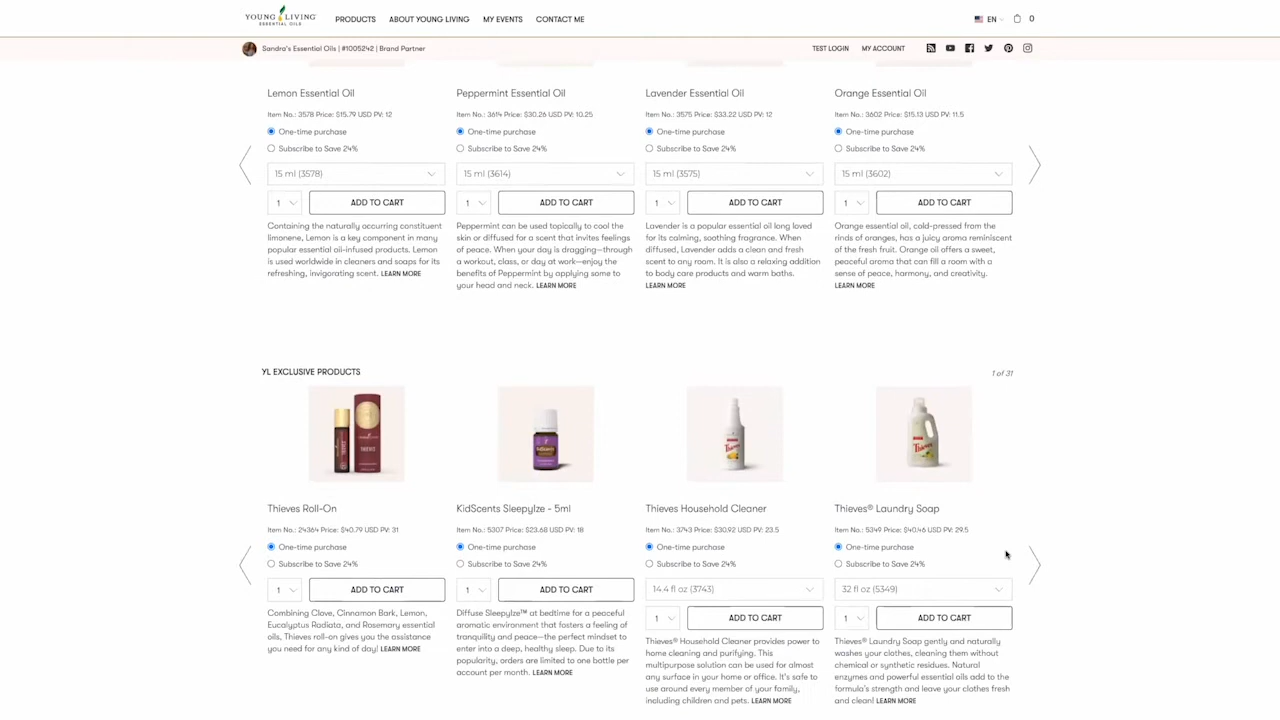 YOUNG LIVING
ESSENTIAL OILS
PRODUCTS ABOUT YOUNG LIVING MY EVENTS CONTACT ME
EN 0
Sandra's Essential Oils | #1005242 | Brand Partner
TEST LOGIN MY ACCOUNT
Lemon Essential Oil
Item No.: 3578 Price: $15.79 USD PV: 12
One-time purchase
Subscribe to Save 24%
15 ml (3578)
1 ADD TO CART
Containing the naturally occurring constituent
limonene, Lemon is a key component in many
popular essential oil-infused products. Lemon
is used worldwide in cleaners and soaps for its
refreshing, invigorating scent. LEARN MORE
Peppermint Essential Oil
Item No.: 3614 Price: $30.26 USD PV: 10.25
One-time purchase
Subscribe to Save 24%
15 ml (3614)
1 ADD TO CART
Peppermint can be used topically to cool the
skin or diffused for a scent that invites feelings
of peace. When your day is dragging—through
a workout, class, or day at work—enjoy the
benefits of Peppermint by applying some to
your head and neck. LEARN MORE
Lavender Essential Oil
Item No.: 3575 Price: $33.22 USD PV: 12
One-time purchase
Subscribe to Save 24%
15 ml (3575)
1 ADD TO CART
Lavender is a popular essential oil long loved
for its calming, soothing fragrance. When
diffused, Lavender adds a clean and fresh
scent to any room. It is also a relaxing addition
to body care products and warm baths.
LEARN MORE
Orange Essential Oil
Item No.: 3602 Price: $15.13 USD PV: 11.5
One-time purchase
Subscribe to Save 24%
15 ml (3602)
1 ADD TO CART
Orange essential oil, cold-pressed from the
rinds of oranges, has a juicy aroma reminiscent
of the fresh fruit. Orange oil offers a sweet,
peaceful aroma that can fill a room with a
sense of peace, harmony, and creativity.
LEARN MORE
YL EXCLUSIVE PRODUCTS
1 of 31
Thieves Roll-On
Item No.: 24364 Price: $40.79 USD PV: 31
One-time purchase
Subscribe to Save 24%
1 ADD TO CART
Combining Clove, Cinnamon Bark, Lemon,
Eucalyptus Radiata, and Rosemary essential
oils, Thieves roll-on gives you the assistance
you need for any kind of day! LEARN MORE
KidScents SleepyIze - 5ml
Item No.: 5307 Price: $23.68 USD PV: 18
One-time purchase
Subscribe to Save 24%
1 ADD TO CART
Diffuse SleepyIze™ at bedtime for a peaceful
aromatic environment that fosters a feeling of
tranquility and peace—the perfect mindset to
enter into a deep, healthy sleep. Due to its
popularity, orders are limited to one bottle per
account per month. LEARN MORE
Thieves Household Cleaner
Item No.: 3743 Price: $30.92 USD PV: 23.5
One-time purchase
Subscribe to Save 24%
14.4 fl oz (3743)
1 ADD TO CART
Thieves® Household Cleaner provides power to
home cleaning and purifying. This
multipurpose solution can be used for almost
any surface in your home or office. It's safe to
use around every member of your family,
including children and pets. LEARN MORE
Thieves® Laundry Soap
Item No.: 5349 Price: $40.46 USD PV: 29.5
One-time purchase
Subscribe to Save 24%
32 fl oz (5349)
1 ADD TO CART
Thieves® Laundry Soap gently and naturally
washes your clothes, cleaning them without
chemical or synthetic residues. Natural
enzymes and powerful essential oils add to the
formula's strength and leave your clothes fresh
and clean! LEARN MORE